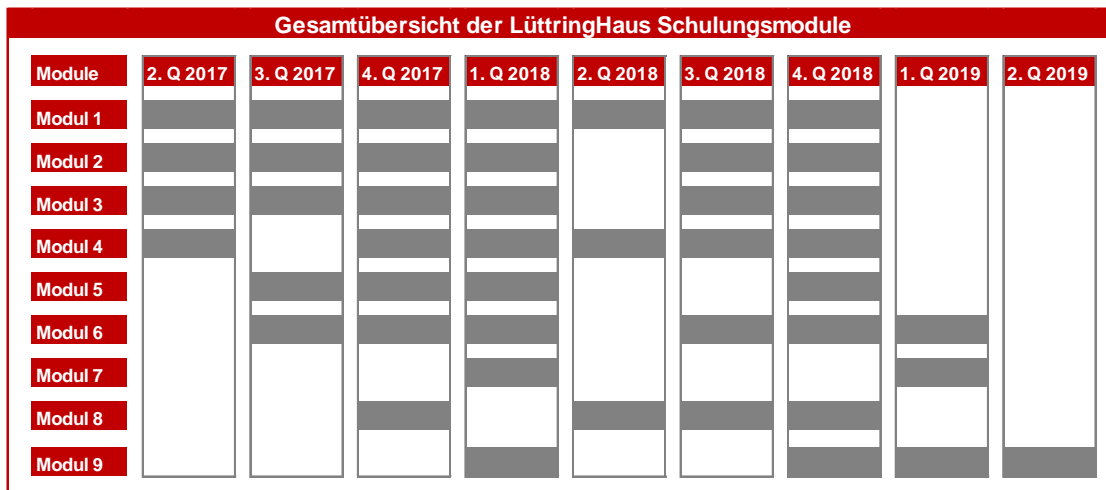 Gesamtübersicht der LüttringHaus Schulungsmodule
Module 2. Q 2017 3. Q 2017 4. Q 2017 1. Q 2018 2. Q 2018 3. Q 2018 4. Q 2018 1. Q 2019 2. Q 2019
Modul 1
Modul 2
Modul 3
Modul 4
Modul 5
Modul 6
Modul 7
Modul 8
Modul 9